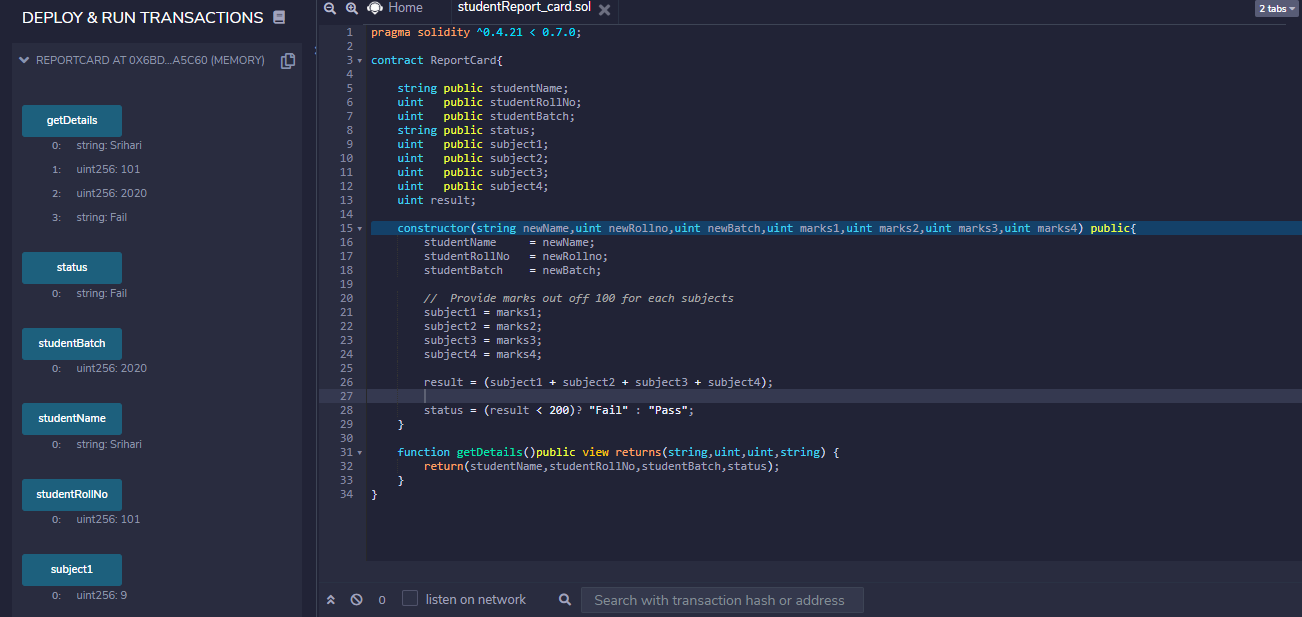 DEPLOY & RUN TRANSACTIONS
REPORTCARD AT 0X6BD...A5C60 (MEMORY)
getDetails
0: string: Srihari
1: uint256: 101
2: uint256: 2020
3: string: Fail
status
0: string: Fail
studentBatch
0: uint256: 2020
studentName
0: string: Srihari
studentRollNo
0: uint256: 101
subject1
0: uint256: 9
Home
studentReport_card.sol
2 tabs
1 pragma solidity ^0.4.21 < 0.7.0;
2
3 contract ReportCard{
4
5 string public studentName;
6 uint public studentRollNo;
7 uint public studentBatch;
8 string public status;
9 uint public subject1;
10 uint public subject2;
11 uint public subject3;
12 uint public subject4;
13 uint result;
14
15 constructor(string newName,uint newRollno,uint newBatch,uint marks1,uint marks2,uint marks3,uint marks4) public{
16 studentName = newName;
17 studentRollNo = newRollno;
18 studentBatch = newBatch;
19
20 // Provide marks out off 100 for each subjects
21 subject1 = marks1;
22 subject2 = marks2;
23 subject3 = marks3;
24 subject4 = marks4;
25
26 result = (subject1 + subject2 + subject3 + subject4);
27
28 status = (result < 200)? "Fail" : "Pass";
29 }
30
31 function getDetails()public view returns(string,uint,uint,string) {
32 return(studentName,studentRollNo,studentBatch,status);
33 }
34 }
0 listen on network Search with transaction hash or address